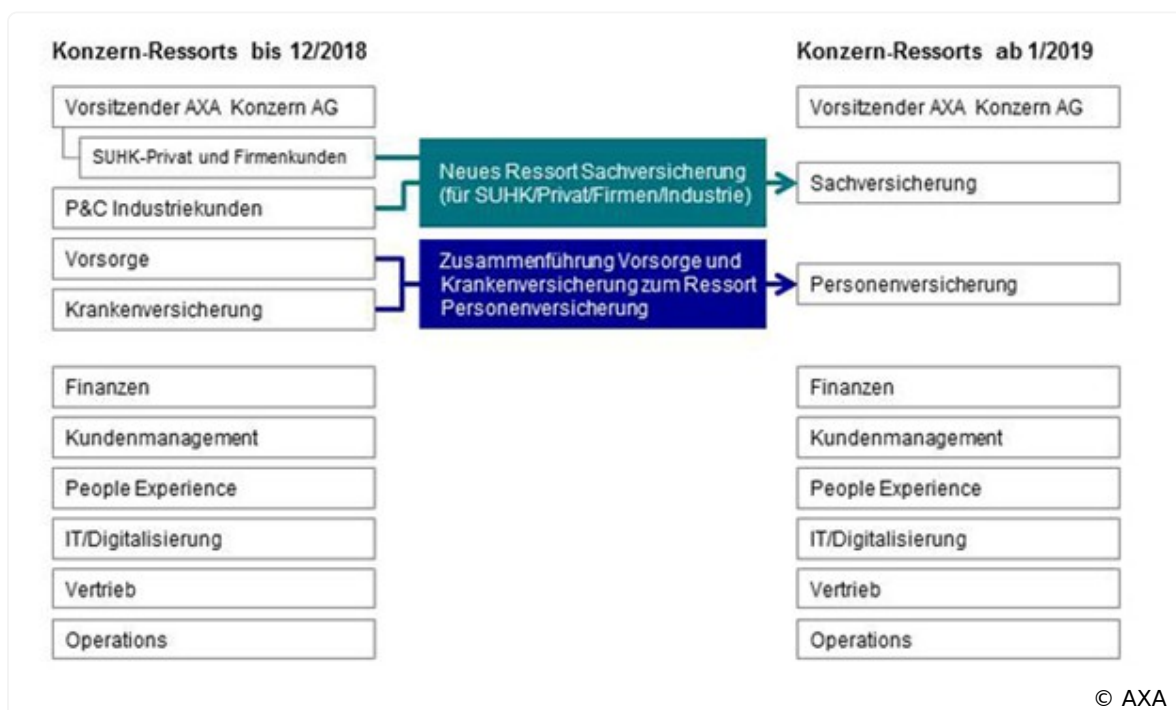 Konzern-Ressorts bis 12/2018
Vorsitzender AXA Konzern AG
SUHK-Privat und Firmenkunden
P&C Industriekunden
Vorsorge
Krankenversicherung
Finanzen
Kundenmanagement
People Experience
IT/Digitalisierung
Vertrieb
Operations
Neues Ressort Sachversicherung
(für SUHK/Privat/Firmen/Industrie)
Zusammenführung Vorsorge und
Krankenversicherung zum Ressort
Personenversicherung
Konzern-Ressorts ab 1/2019
Vorsitzender AXA Konzern AG
Sachversicherung
Personenversicherung
Finanzen
Kundenmanagement
People Experience
IT/Digitalisierung
Vertrieb
Operations
© AXA